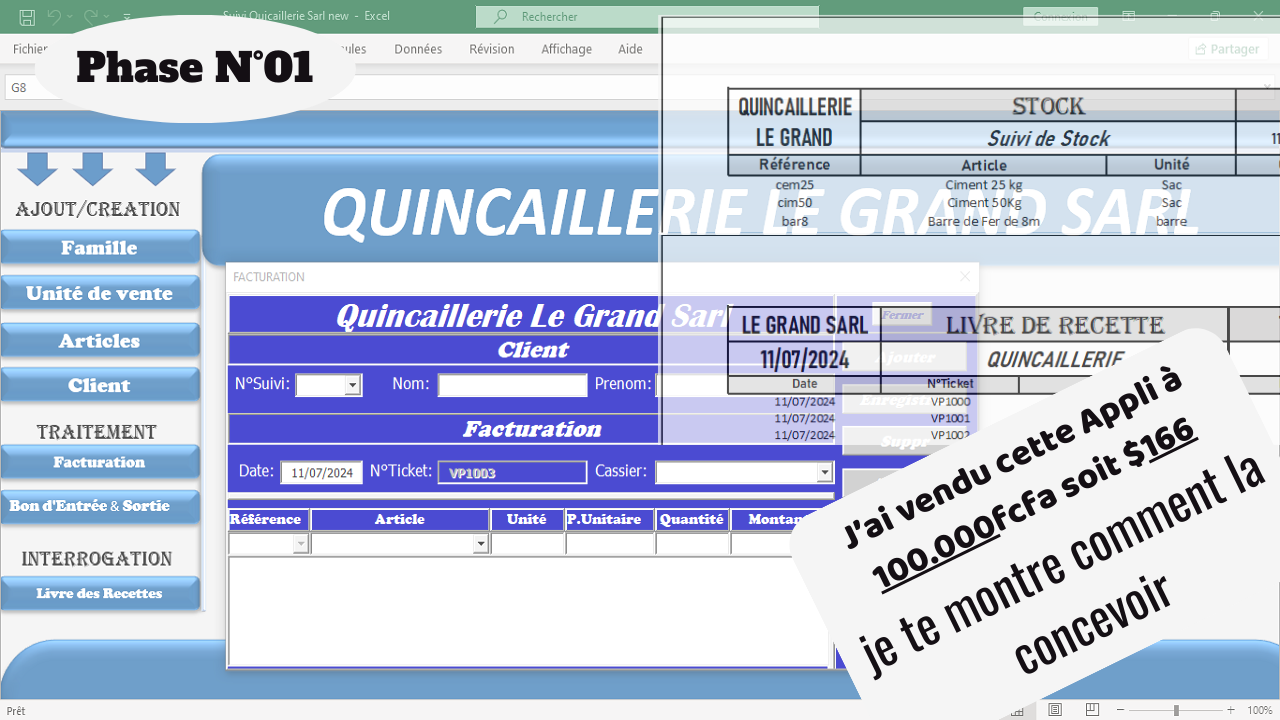 Suivi Quicaillerie Sarl new - Excel
Rechercher
Connexion
Phase N°01
Données
Révision
Affichage
Aide
Partager
G8
QUINCAILLERIE LE GRAND SARL
AJOUT/CREATION
Famille
Unité de vente
Articles
Client
TRAITEMENT
Facturation
Bon d'Entrée & Sortie
INTERROGATION
Livre des Recettes
QUINCAILLERIE
LE GRAND
STOCK
Suivi de Stock
Référence Article Unité
cem25 Ciment 25 kg Sac
cim50 Ciment 50Kg Sac
bar8 Barre de Fer de 8m barre
FACTURATION
Quincaillerie Le Grand Sarl
Client
N°Suivi: Nom: Prenom:
Facturation
Date: 11/07/2024 N°Ticket: VP1003 Cassier:
Référence Article Unité P.Unitaire Quantité
Fermer
Ajouter
LE GRAND SARL LIVRE DE RECETTE
11/07/2024 QUINCAILLERIE
Date N°Ticket
11/07/2024 VP1000
11/07/2024 VP1001
11/07/2024 VP1002
J'ai vendu cette Appli à
100.000fcfa soit $166
je te montre comment la
concevoir
Prêt
100%